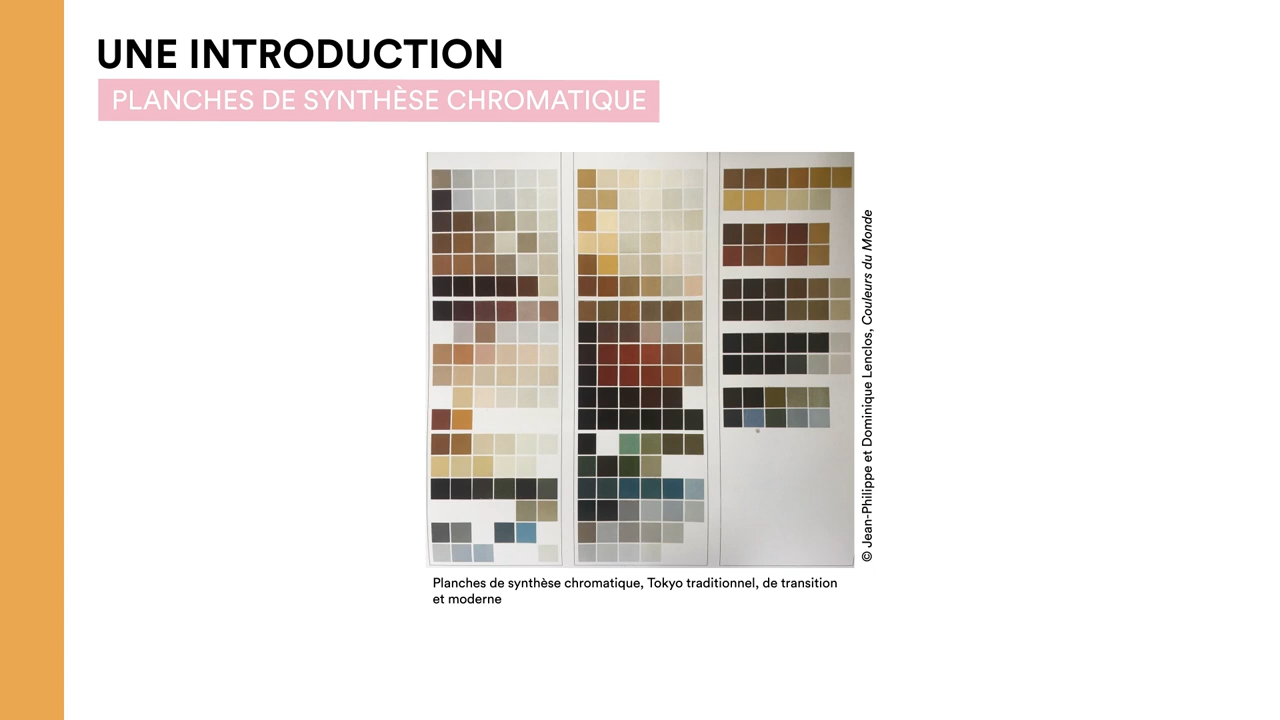 UNE INTRODUCTION
PLANCHES DE SYNTHÈSE CHROMATIQUE
© Jean-Philippe et Dominique Lenclos, Couleurs du Monde
Planches de synthèse chromatique, Tokyo traditionnel, de transition
et moderne